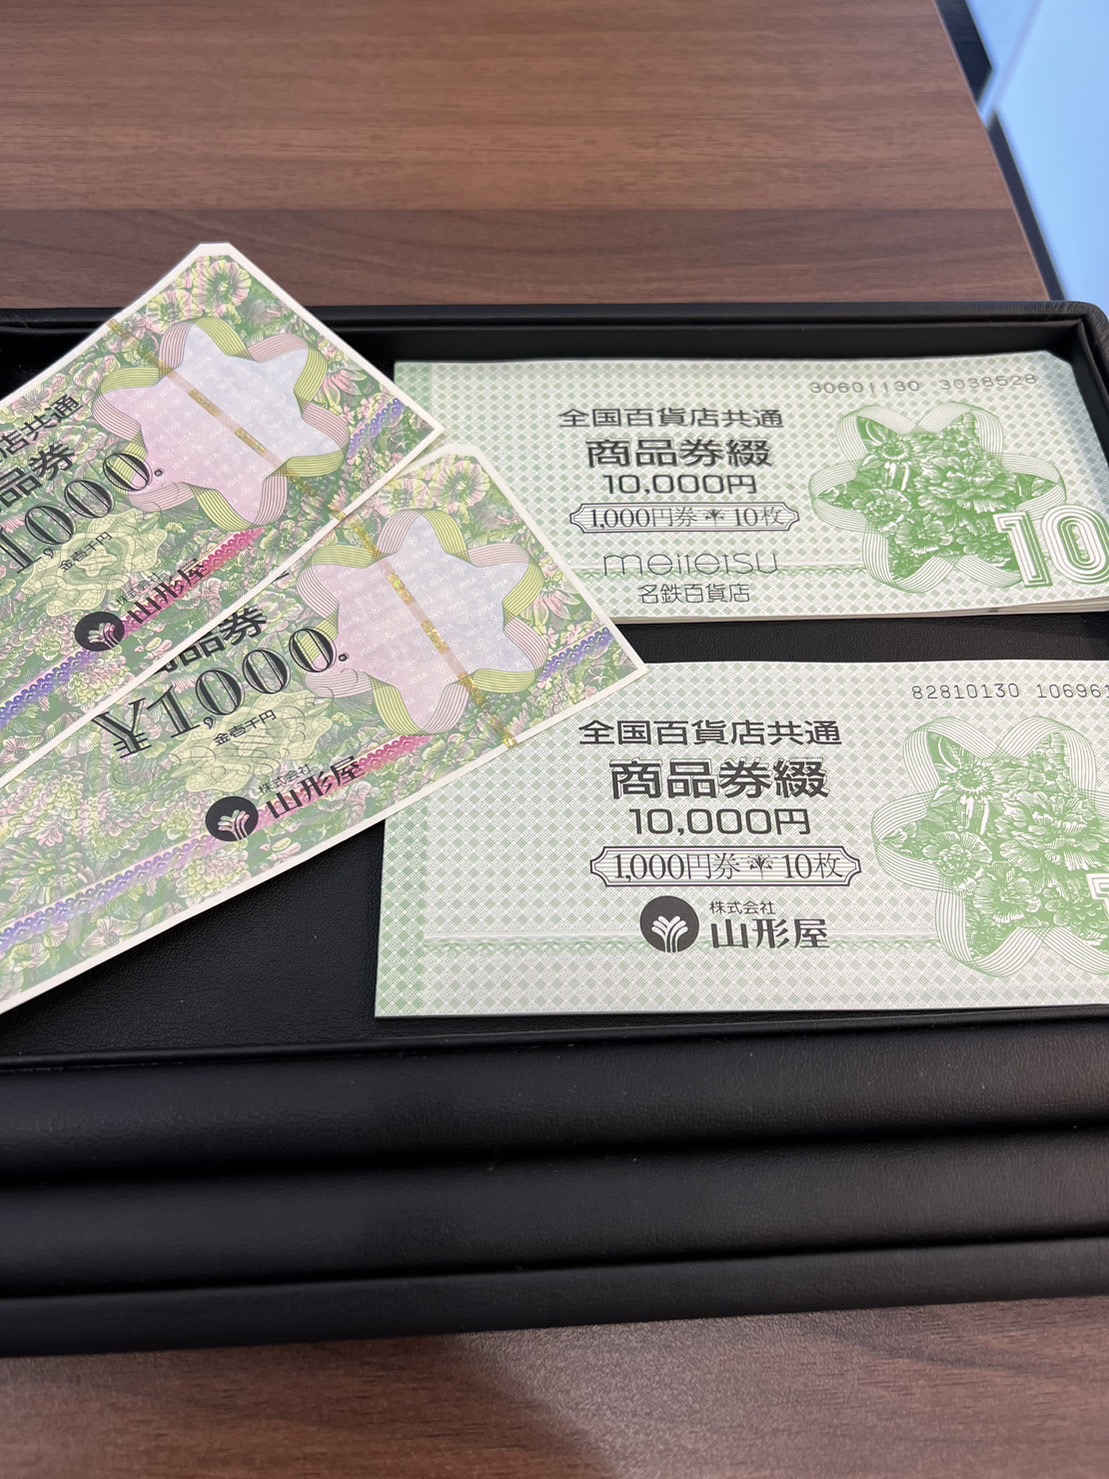 店共通
品券
1,000
金壱千円
株式会社
山形屋
商品券
¥1,000
金壱千円
株式会社
山形屋
30601130 3038528
全国百貨店共通
商品券綴
10,000円
1,000円券 10枚
10
meitetsu
名鉄百貨店
82810130 106961
全国百貨店共通
商品券綴
10,000円
1,000円券 10枚
株式会社
山形屋